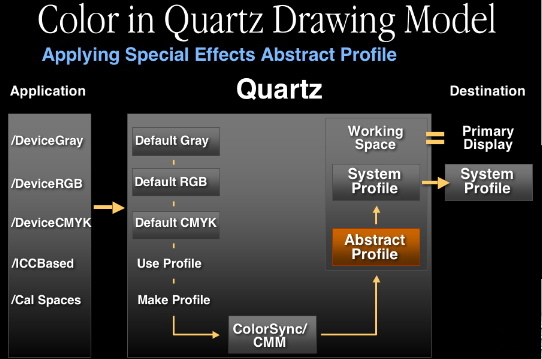 Color in Quartz Drawing Model
Applying Special Effects Abstract Profile
Application
Quartz
Destination
/DeviceGray
/DeviceRGB
/DeviceCMYK
/ICCBased
/Cal Spaces
Default Gray
Default RGB
Default CMYK
Use Profile
Make Profile
ColorSync/
CMM
Working
Space
System
Profile
Abstract
Profile
Primary
Display
System
Profile